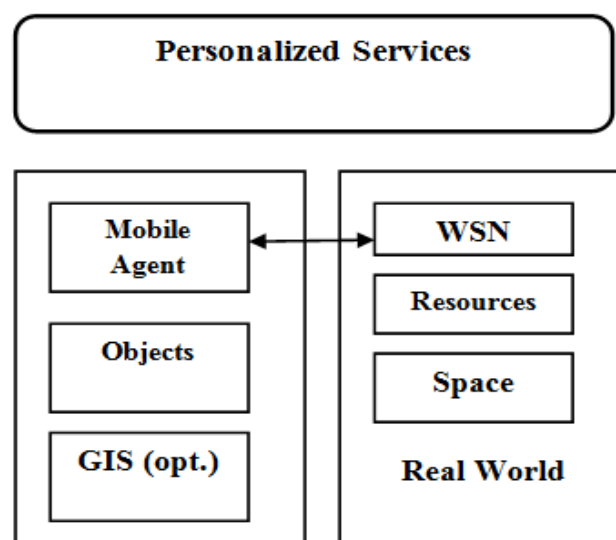 Personalized Services
Mobile
Agent
Objects
GIS (opt.)
WSN
Resources
Space
Real World